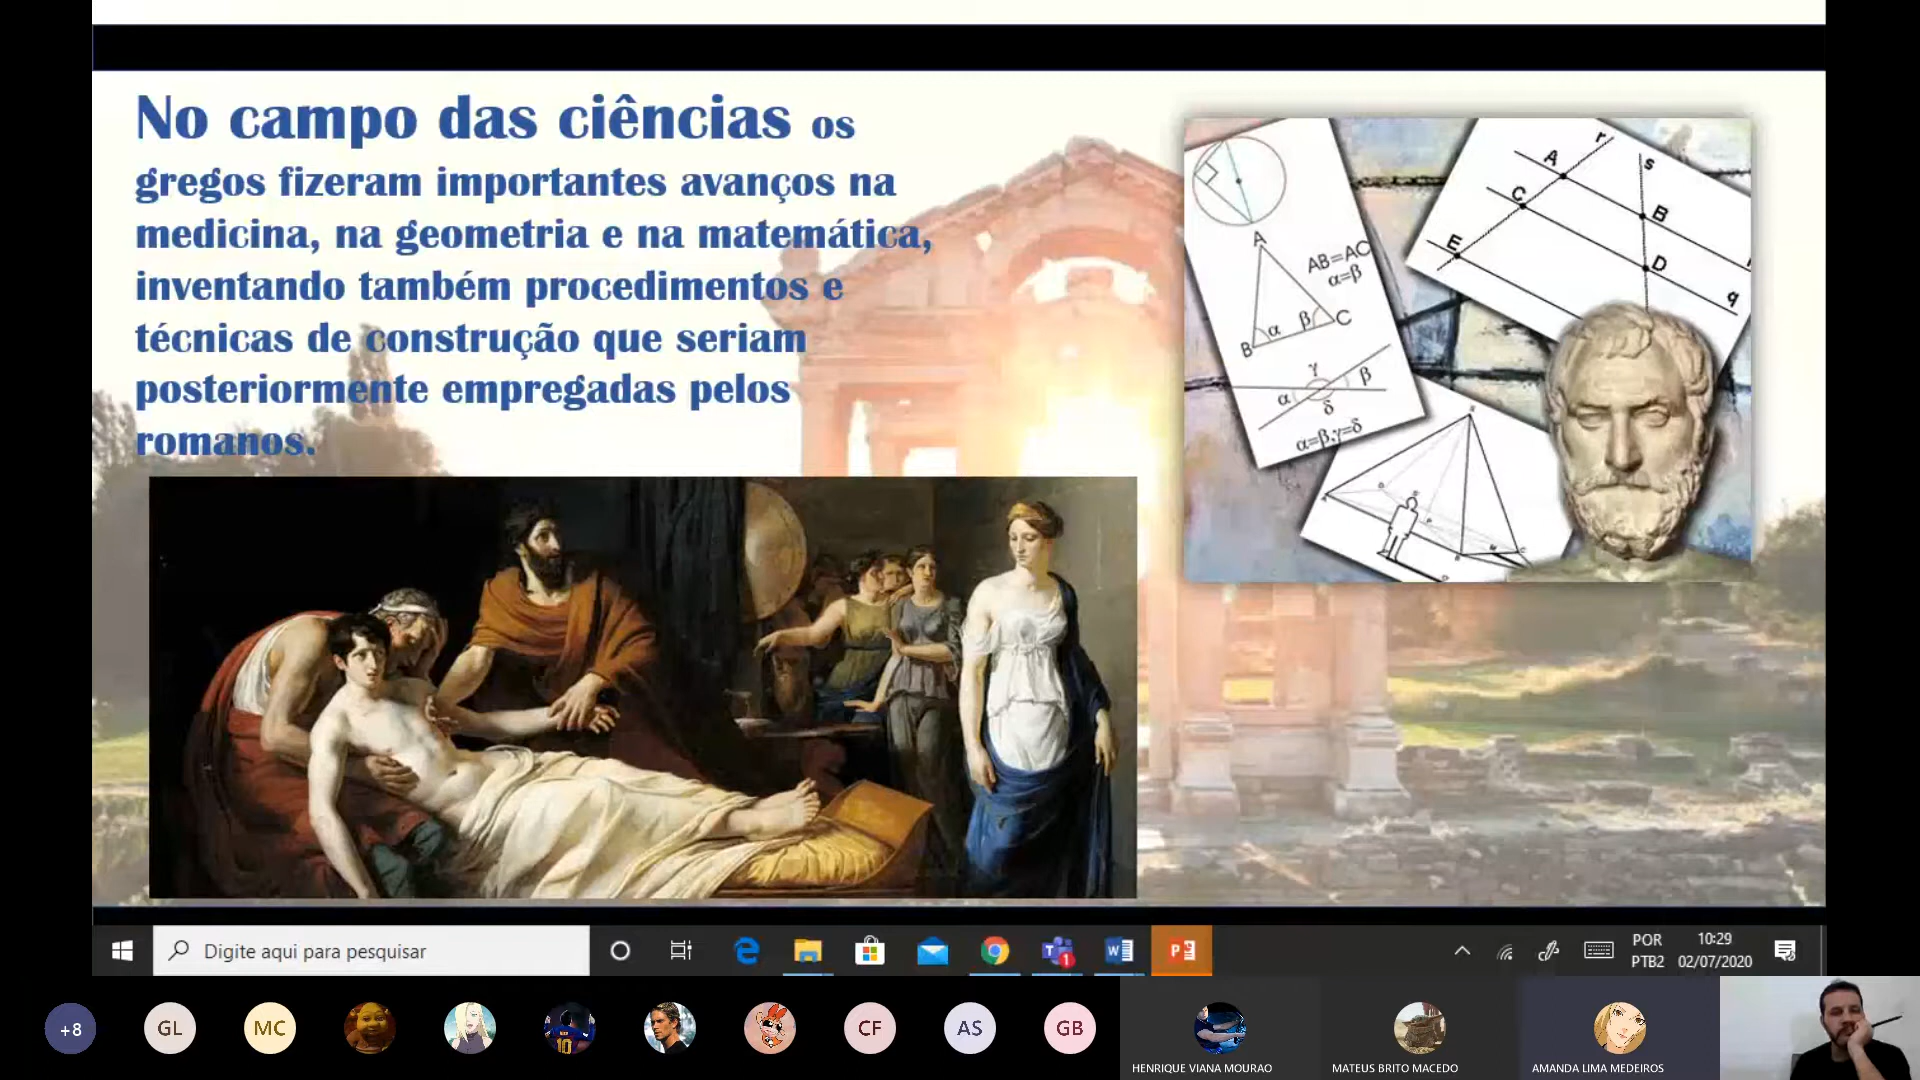 No campo das ciências os
gregos fizeram importantes avanços na
medicina, na geometria e na matemática,
inventando também procedimentos e
técnicas de construção que seriam
posteriormente empregadas pelos
romanos.
A
AB=AC
α=β
B α β C
γ
α β
δ
α=β;γ=δ
r
s
A
C
B
E
D
q
Digite aqui para pesquisar
1
POR
PTB2
10:29
02/07/2020
+8
GL
MC
10
CF
AS
GB
HENRIQUE VIANA MOURAO
MATEUS BRITO MACEDO
AMANDA LIMA MEDEIROS